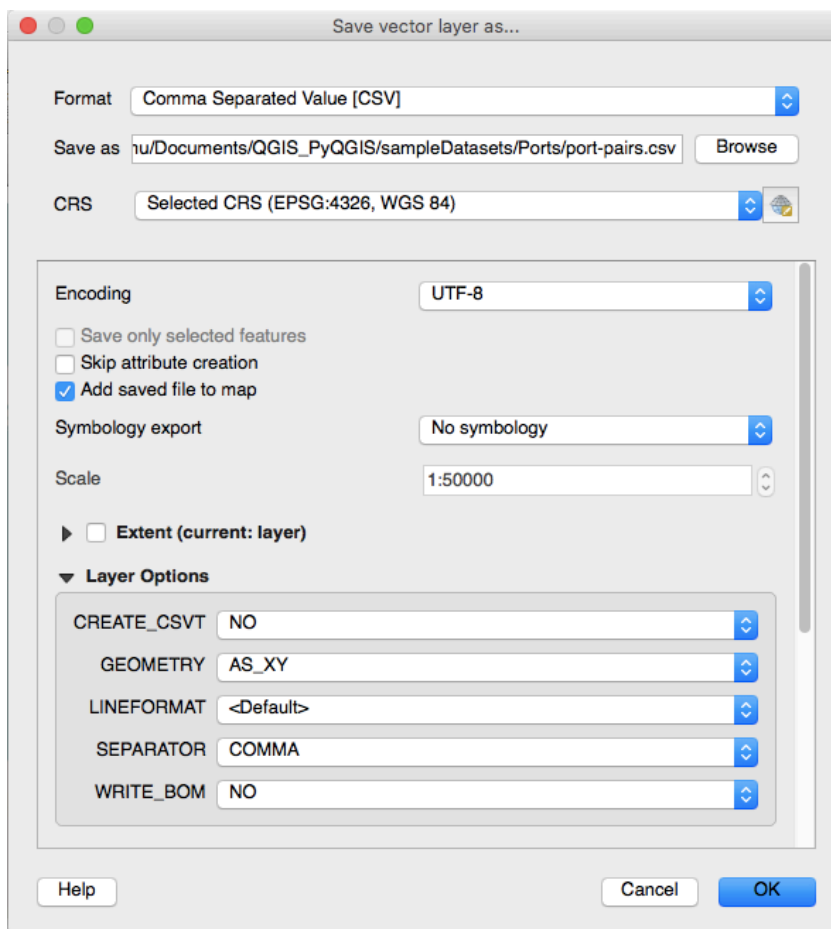 Save vector layer as...
Format Comma Separated Value [CSV]
Save as nu/Documents/QGIS_PyQGIS/sampleDatasets/Ports/port-pairs.csv Browse
CRS Selected CRS (EPSG:4326, WGS 84)
Encoding UTF-8
Save only selected features
Skip attribute creation
Add saved file to map
Symbology export No symbology
Scale 1:50000
Extent (current: layer)
Layer Options
CREATE_CSVT NO
GEOMETRY AS_XY
LINEFORMAT <Default>
SEPARATOR COMMA
WRITE_BOM NO
Help Cancel OK